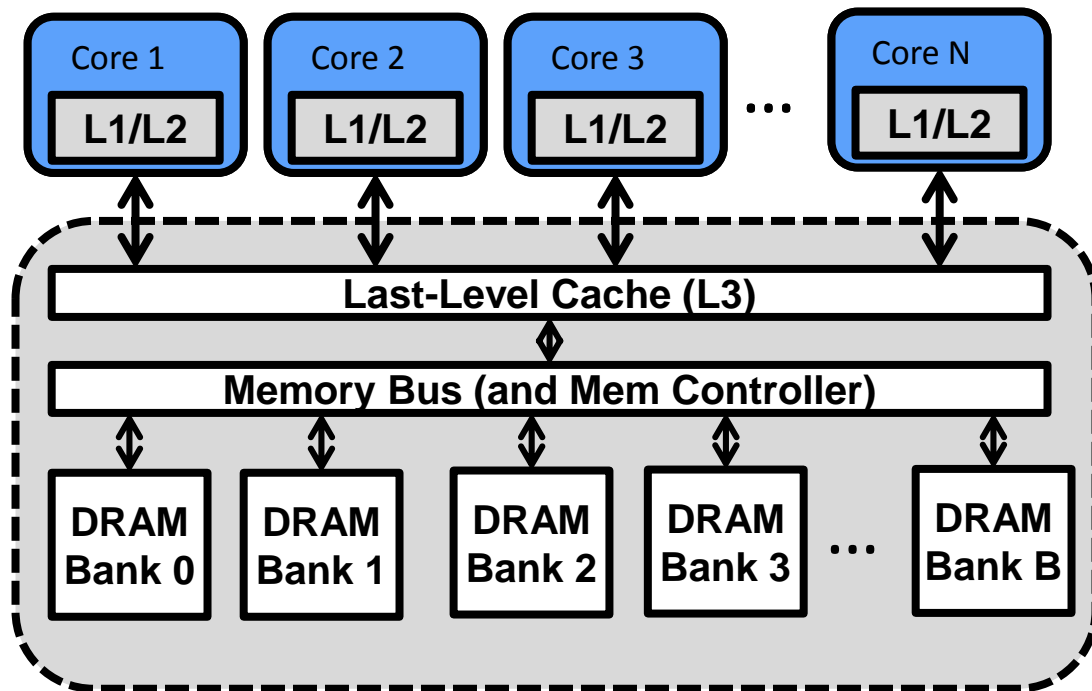 Core 1
Core 2
Core 3
Core N
L1/L2
L1/L2
L1/L2
...
L1/L2
Last-Level Cache (L3)
Memory Bus (and Mem Controller)
DRAM
Bank 0
DRAM
Bank 1
DRAM
Bank 2
DRAM
Bank 3
...
DRAM
Bank B